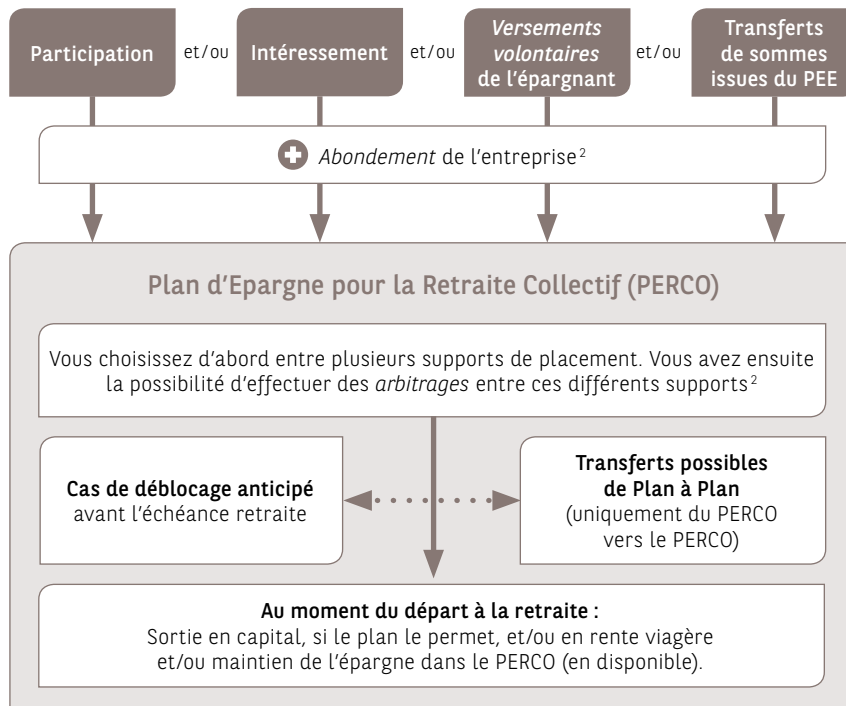 Participation
et/ou
Intéressement
et/ou
Versements
volontaires
de l'épargnant
et/ou
Transferts
de sommes
issues du PEE
Abondement de l'entreprise²
Plan d'Epargne pour la Retraite Collectif (PERCO)
Vous choisissez d'abord entre plusieurs supports de placement. Vous avez ensuite
la possibilité d'effectuer des arbitrages entre ces différents supports²
Cas de déblocage anticipé
avant l'échéance retraite
Transferts possibles
de Plan à Plan
(uniquement du PERCO
vers le PERCO)
Au moment du départ à la retraite :
Sortie en capital, si le plan le permet, et/ou en rente viagère
et/ou maintien de l'épargne dans le PERCO (en disponible).